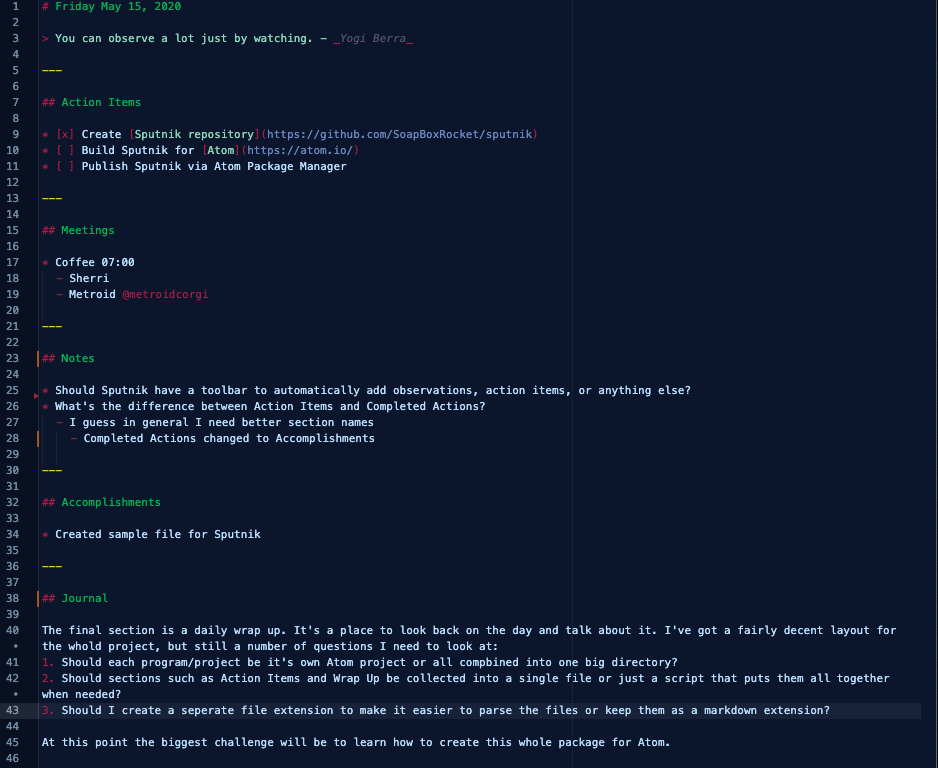 1 # Friday May 15, 2020
2
3 > You can observe a lot just by watching. - _Yogi Berra_
4
5 ---
6
7 ## Action Items
8
9 * [x] Create [Sputnik repository](https://github.com/SoapBoxRocket/sputnik)
10 * [ ] Build Sputnik for [Atom](https://atom.io/)
11 * [ ] Publish Sputnik via Atom Package Manager
12
13 ---
14
15 ## Meetings
16
17 * Coffee 07:00
18 - Sherri
19 - Metroid @metroidcorgi
20
21 ---
22
23 ## Notes
24
25 * Should Sputnik have a toolbar to automatically add observations, action items, or anything else?
26 * What's the difference between Action Items and Completed Actions?
27 - I guess in general I need better section names
28 - Completed Actions changed to Accomplishments
29
30 ---
31
32 ## Accomplishments
33
34 * Created sample file for Sputnik
35
36 ---
37
38 ## Journal
39
40 The final section is a daily wrap up. It's a place to look back on the day and talk about it. I've got a fairly decent layout for
• the whole project, but still a number of questions I need to look at:
41 1. Should each program/project be it's own Atom project or all compbined into one big directory?
42 2. Should sections such as Action Items and Wrap Up be collected into a single file or just a script that puts them all together
• when needed?
43 3. Should I create a seperate file extension to make it easier to parse the files or keep them as a markdown extension?
44
45 At this point the biggest challenge will be to learn how to create this whole package for Atom.
46